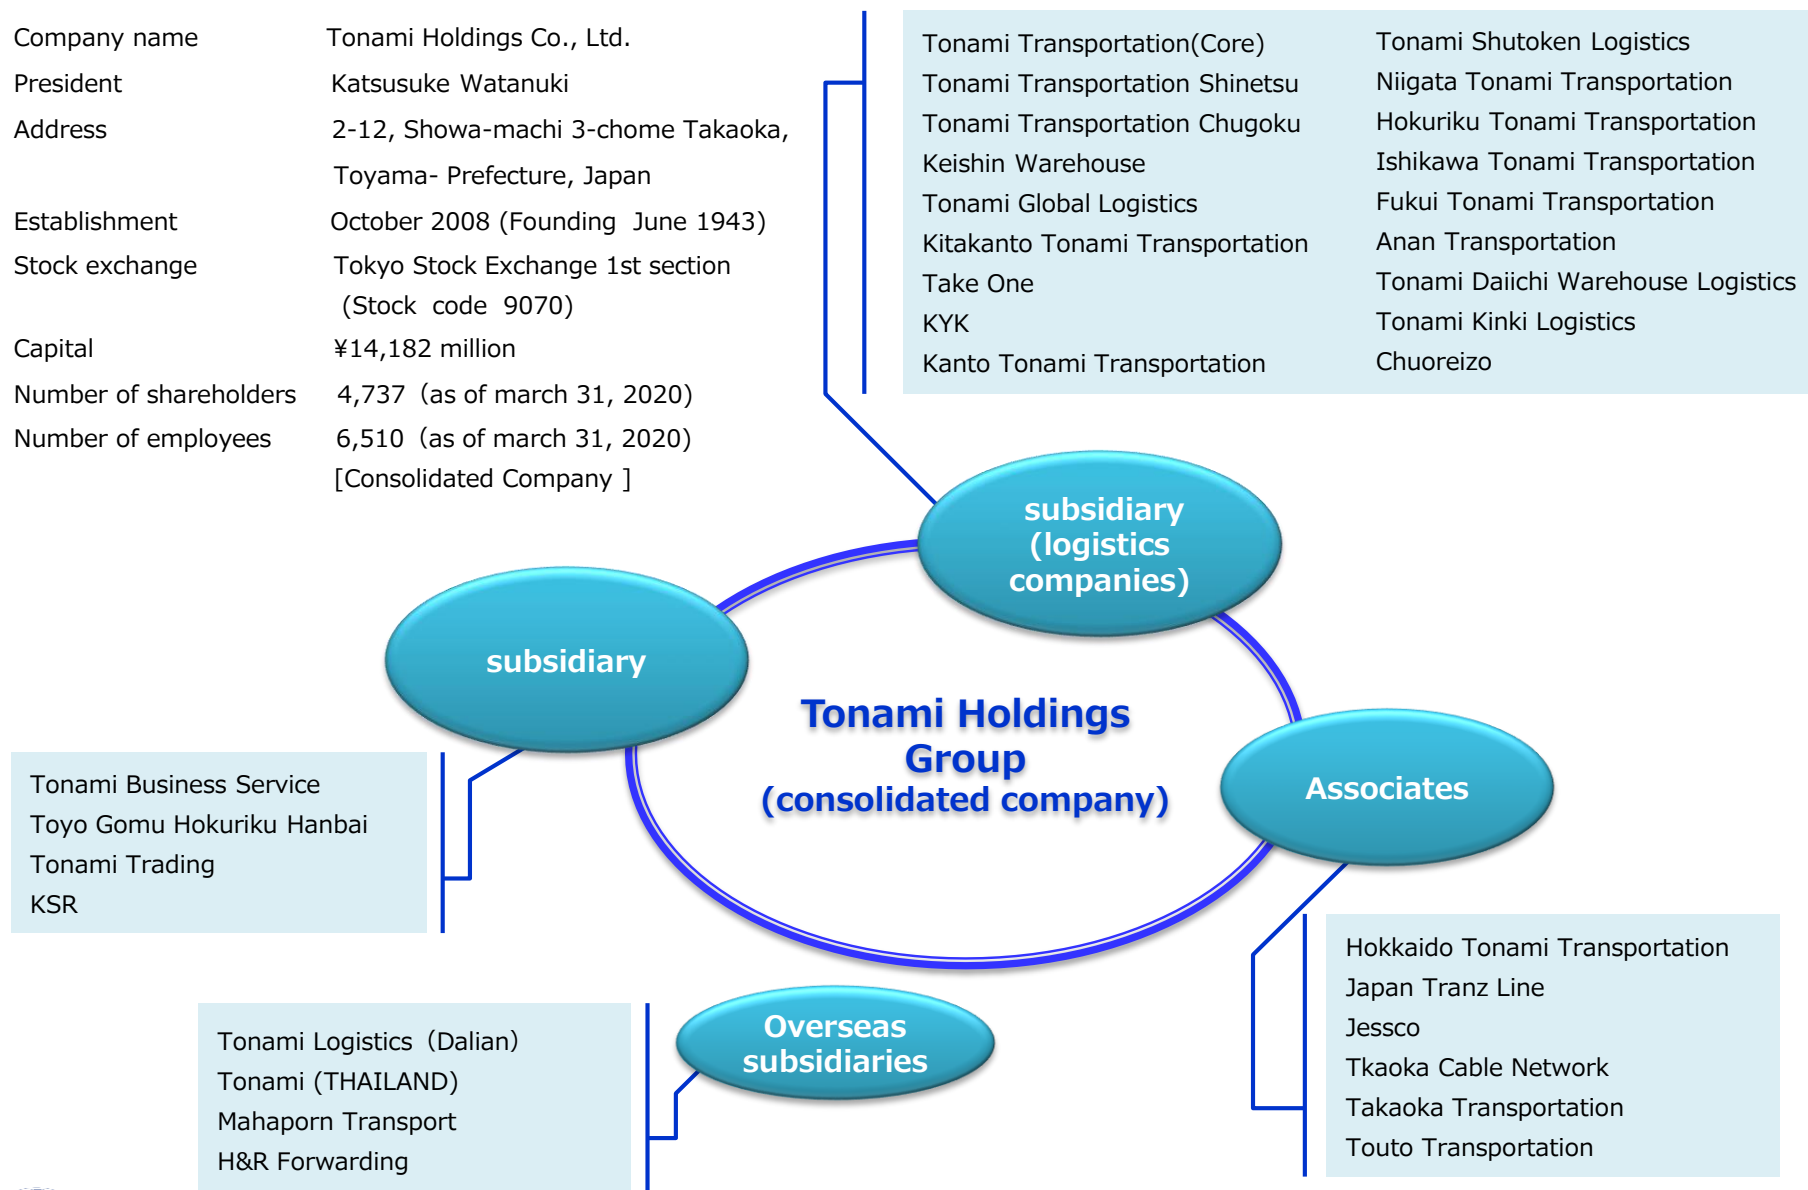 Company name Tonami Holdings Co., Ltd.
President Katsusuke Watanuki
Address 2-12, Showa-machi 3-chome Takaoka,
Toyama- Prefecture, Japan
Establishment October 2008 (Founding June 1943)
Stock exchange Tokyo Stock Exchange 1st section
(Stock code 9070)
Capital ¥14,182 million
Number of shareholders 4,737（as of march 31, 2020)
Number of employees 6,510（as of march 31, 2020)
[Consolidated Company ]
Tonami Transportation(Core)
Tonami Transportation Shinetsu
Tonami Transportation Chugoku
Keishin Warehouse
Tonami Global Logistics
Kitakanto Tonami Transportation
Take One
KYK
Kanto Tonami Transportation
Tonami Shutoken Logistics
Niigata Tonami Transportation
Hokuriku Tonami Transportation
Ishikawa Tonami Transportation
Fukui Tonami Transportation
Anan Transportation
Tonami Daiichi Warehouse Logistics
Tonami Kinki Logistics
Chuoreizo
subsidiary
(logistics
companies)
subsidiary
Tonami Holdings
Group
(consolidated company)
Associates
Tonami Business Service
Toyo Gomu Hokuriku Hanbai
Tonami Trading
KSR
Overseas
subsidiaries
Tonami Logistics（Dalian）
Tonami (THAILAND)
Mahaporn Transport
H&R Forwarding
Hokkaido Tonami Transportation
Japan Tranz Line
Jessco
Tkaoka Cable Network
Takaoka Transportation
Touto Transportation